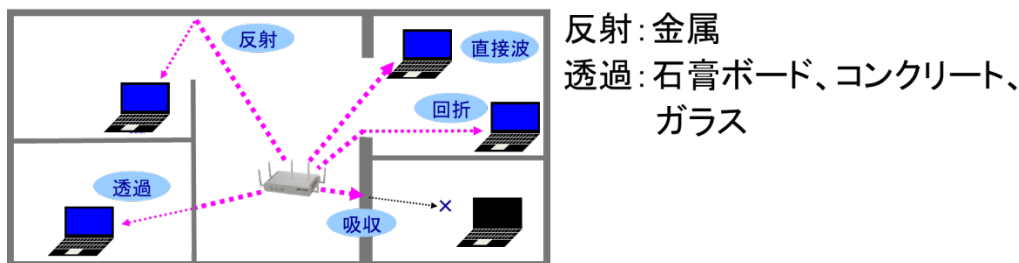 反射
直接波
回折
透過
吸収
×
反射：金属
透過：石膏ボード、コンクリート、
ガラス